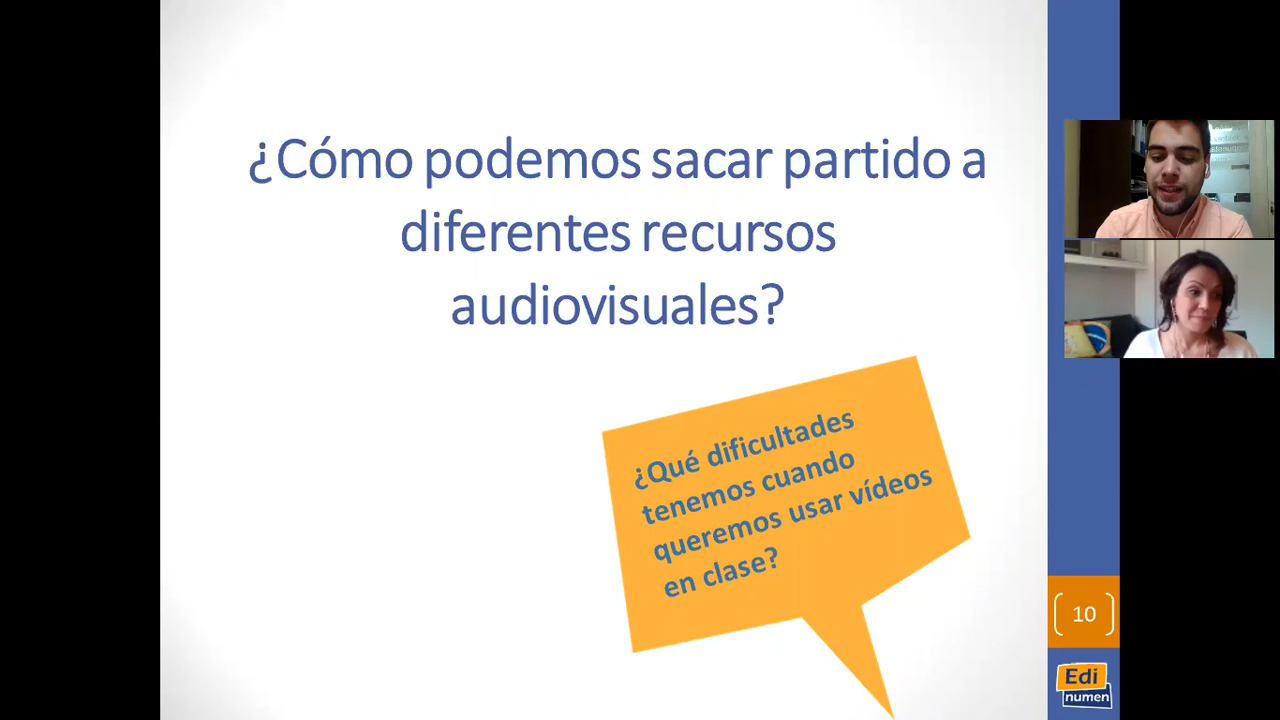 ¿Cómo podemos sacar partido a
diferentes recursos
audiovisuales?
¿Qué dificultades
tenemos cuando
queremos usar vídeos
en clase?
10
Edi
numen